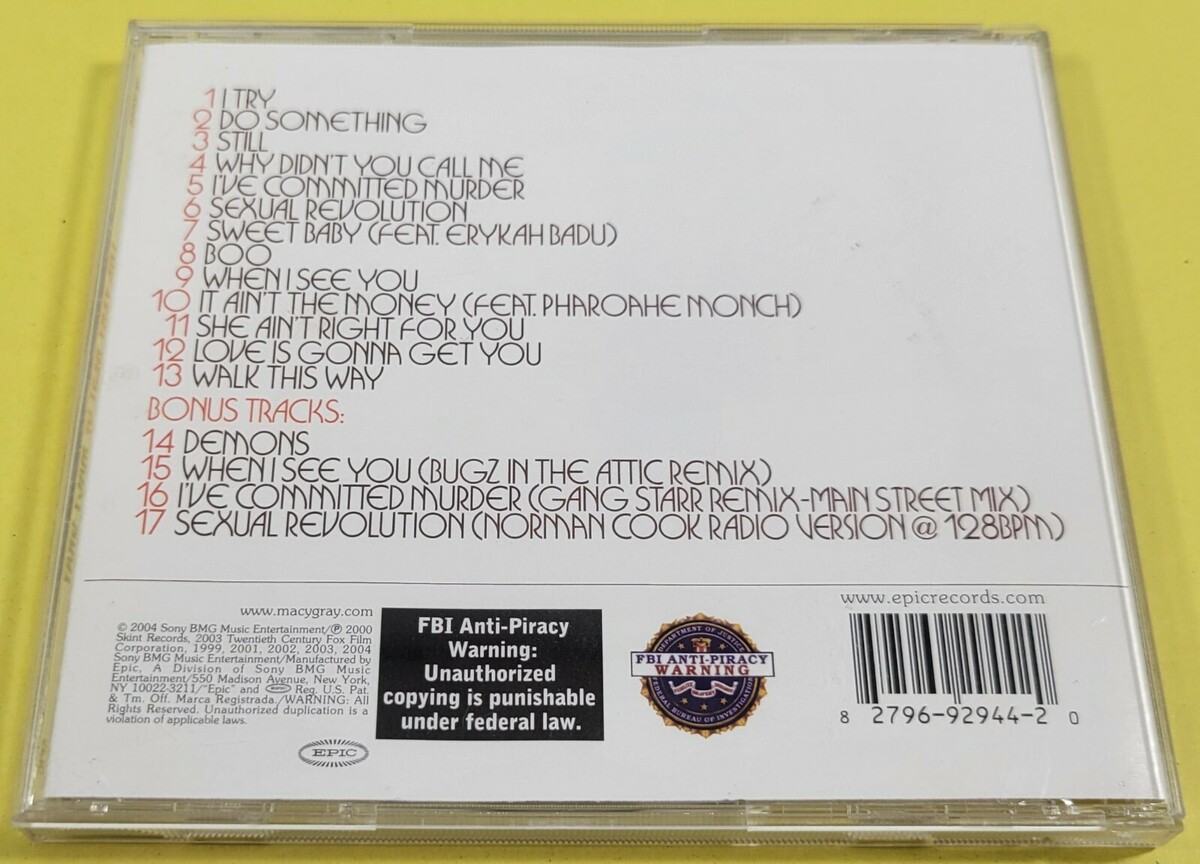 1 I TRY
2 DO SOMETHING
3 STILL
4 WHY DIDN'T YOU CALL ME
5 I'VE COMMITTED MURDER
6 SEXUAL REVOLUTION
7 SWEET BABY (FEAT. ERYKAH BADU)
8 BOO
9 WHEN I SEE YOU
10 IT AIN'T THE MONEY (FEAT. PHAROAHE MONCH)
11 SHE AIN'T RIGHT FOR YOU
12 LOVE IS GONNA GET YOU
13 WALK THIS WAY
BONUS TRACKS:
14 DEMONS
15 WHEN I SEE YOU (BUGZ IN THE ATTIC REMIX)
16 I'VE COMMITTED MURDER (GANG STARR REMIX-MAIN STREET MIX)
17 SEXUAL REVOLUTION (NORMAN COOK RADIO VERSION @ 128BPM)
www.macygray.com
© 2004 Sony BMG Music Entertainment/℗ 2000
Skint Records, 2003 Twentieth Century Fox Film
Corporation, 1999, 2001, 2002, 2003, 2004
Sony BMG Music Entertainment/Manufactured by
Epic, A Division of Sony BMG Music
Entertainment/550 Madison Avenue, New York,
NY 10022-3211/"Epic" and Reg. U.S. Pat.
& Tm. Off. Marca Registrada./WARNING: All
Rights Reserved. Unauthorized duplication is a
violation of applicable laws.
EPIC
FBI Anti-Piracy
Warning:
Unauthorized
copying is punishable
under federal law.
DEPARTMENT OF JUSTICE
FBI ANTI-PIRACY
WARNING
FEDERAL BUREAU OF INVESTIGATION
www.epicrecords.com
8 2796-92944-2 0